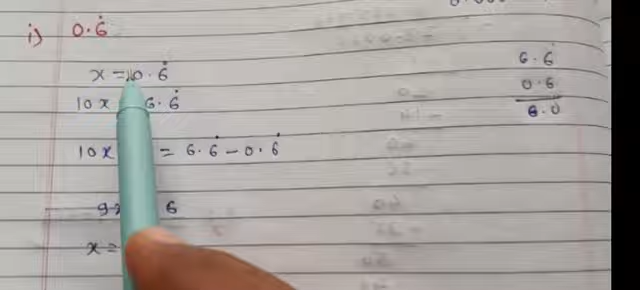 i) 0.6̇
x = 0.6̇
10x 6.6̇
10x = 6.6̇ - 0.6̇
9x 6
x =
6.6
0.6
6.0